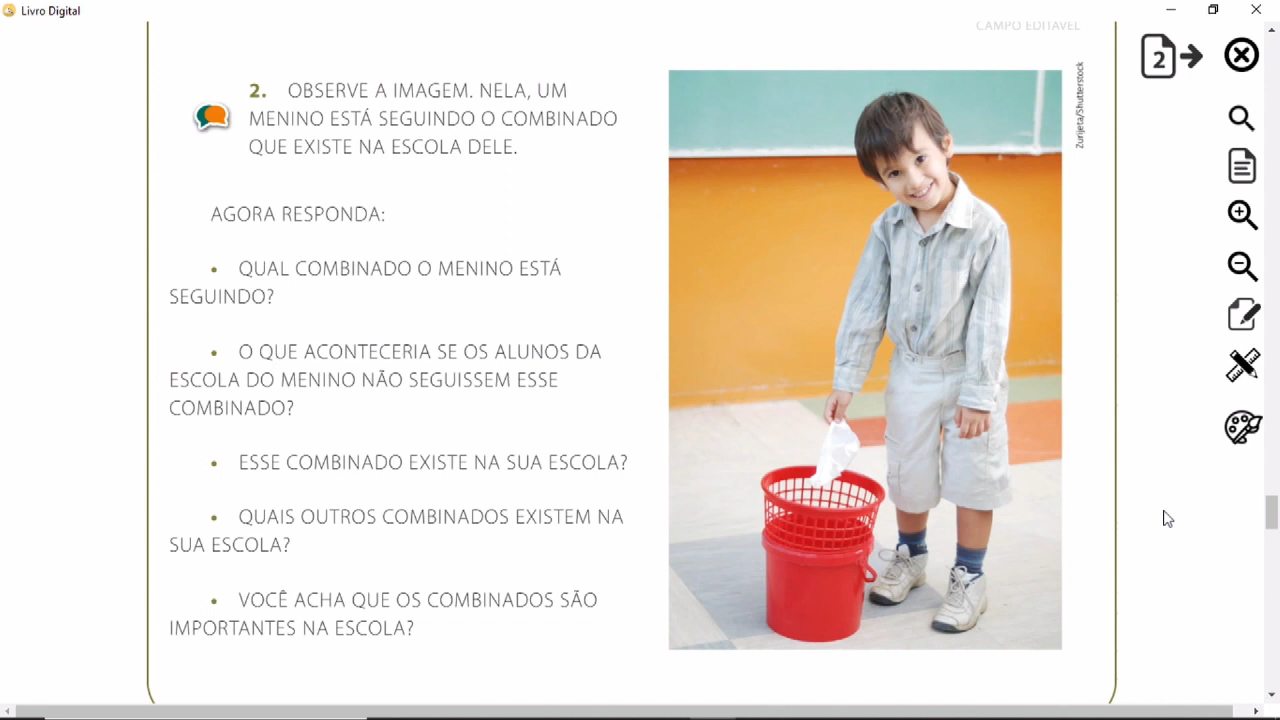 Livro Digital
CAMPO EDITÁVEL
2. OBSERVE A IMAGEM. NELA, UM
MENINO ESTÁ SEGUINDO O COMBINADO
QUE EXISTE NA ESCOLA DELE.
AGORA RESPONDA:
• QUAL COMBINADO O MENINO ESTÁ
SEGUINDO?
• O QUE ACONTECERIA SE OS ALUNOS DA
ESCOLA DO MENINO NÃO SEGUISSEM ESSE
COMBINADO?
• ESSE COMBINADO EXISTE NA SUA ESCOLA?
• QUAIS OUTROS COMBINADOS EXISTEM NA
SUA ESCOLA?
• VOCÊ ACHA QUE OS COMBINADOS SÃO
IMPORTANTES NA ESCOLA?
Zurijeta/Shutterstock
2